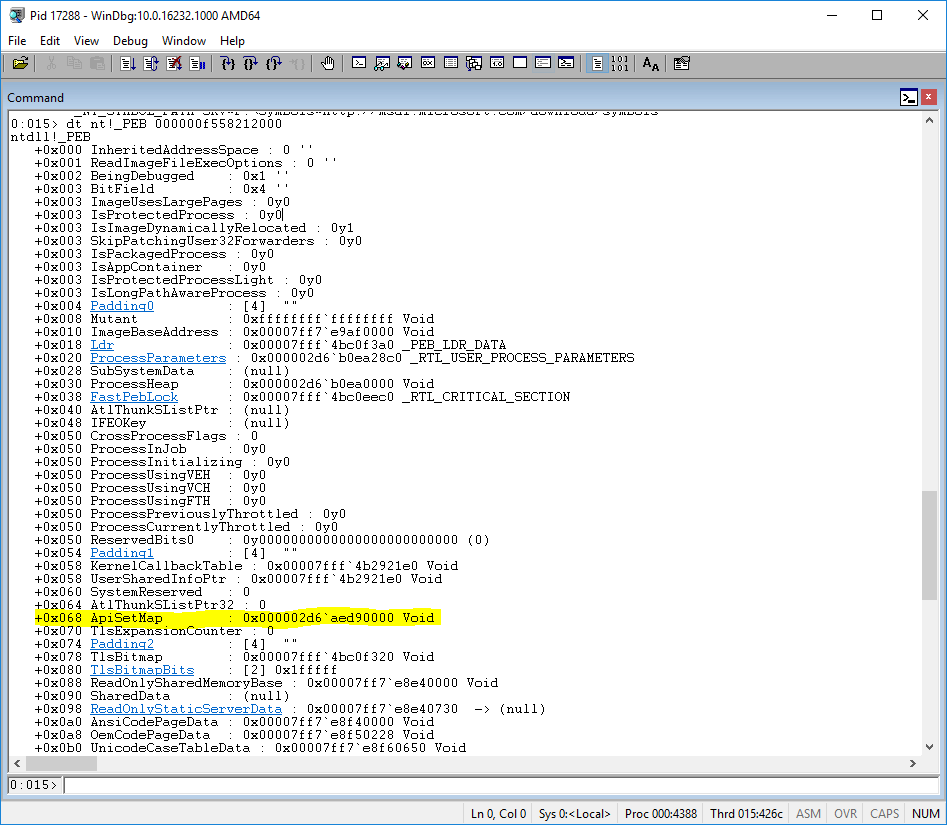 Pid 17288 - WinDbg:10.0.16232.1000 AMD64
File Edit View Debug Window Help
Command
0:015> dt nt!_PEB 000000f558212000
ntdll!_PEB
+0x000 InheritedAddressSpace : 0 ''
+0x001 ReadImageFileExecOptions : 0 ''
+0x002 BeingDebugged : 0x1 ''
+0x003 BitField : 0x4 ''
+0x003 ImageUsesLargePages : 0y0
+0x003 IsProtectedProcess : 0y0
+0x003 IsImageDynamicallyRelocated : 0y1
+0x003 SkipPatchingUser32Forwarders : 0y0
+0x003 IsPackagedProcess : 0y0
+0x003 IsAppContainer : 0y0
+0x003 IsProtectedProcessLight : 0y0
+0x003 IsLongPathAwareProcess : 0y0
+0x004 Padding0 : [4] ""
+0x008 Mutant : 0xffffffff`ffffffff Void
+0x010 ImageBaseAddress : 0x00007ff7`e9af0000 Void
+0x018 Ldr : 0x00007fff`4bc0f3a0 _PEB_LDR_DATA
+0x020 ProcessParameters : 0x000002d6`b0ea28c0 _RTL_USER_PROCESS_PARAMETERS
+0x028 SubSystemData : (null)
+0x030 ProcessHeap : 0x000002d6`b0ea0000 Void
+0x038 FastPebLock : 0x00007fff`4bc0eec0 _RTL_CRITICAL_SECTION
+0x040 AtlThunkSListPtr : (null)
+0x048 IFEOKey : (null)
+0x050 CrossProcessFlags : 0
+0x050 ProcessInJob : 0y0
+0x050 ProcessInitializing : 0y0
+0x050 ProcessUsingVEH : 0y0
+0x050 ProcessUsingVCH : 0y0
+0x050 ProcessUsingFTH : 0y0
+0x050 ProcessPreviouslyThrottled : 0y0
+0x050 ProcessCurrentlyThrottled : 0y0
+0x050 ReservedBits0 : 0y0000000000000000000000000 (0)
+0x054 Padding1 : [4] ""
+0x058 KernelCallbackTable : 0x00007fff`4b2921e0 Void
+0x058 UserSharedInfoPtr : 0x00007fff`4b2921e0 Void
+0x060 SystemReserved : 0
+0x064 AtlThunkSListPtr32 : 0
+0x068 ApiSetMap : 0x000002d6`aed90000 Void
+0x070 TlsExpansionCounter : 0
+0x074 Padding2 : [4] ""
+0x078 TlsBitmap : 0x00007fff`4bc0f320 Void
+0x080 TlsBitmapBits : [2] 0x1fffff
+0x088 ReadOnlySharedMemoryBase : 0x00007ff7`e8e40000 Void
+0x090 SharedData : (null)
+0x098 ReadOnlyStaticServerData : 0x00007ff7`e8e40730 -> (null)
+0x0a0 AnsiCodePageData : 0x00007ff7`e8f40000 Void
+0x0a8 OemCodePageData : 0x00007ff7`e8f50228 Void
+0x0b0 UnicodeCaseTableData : 0x00007ff7`e8f60650 Void
0:015>
Ln 0, Col 0 Sys 0:<Local> Proc 000:4388 Thrd 015:426c ASM OVR CAPS NUM